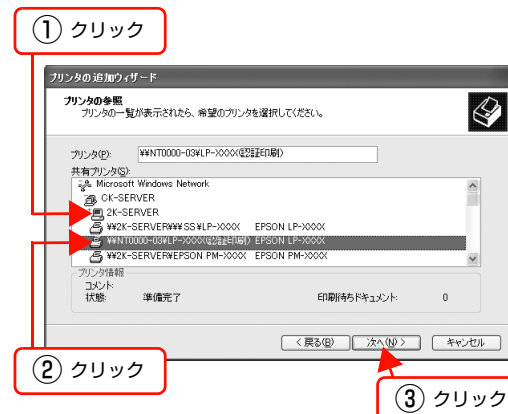 ① クリック
プリンタの追加ウィザード
プリンタの参照
プリンタの一覧が表示されたら、希望のプリンタを選択してください。
プリンタ(P): ¥¥NT0000-03¥LP-XXXX(認証印刷)
共有プリンタ(S):
Microsoft Windows Network
CK-SERVER
2K-SERVER
¥¥2K-SERVER¥¥¥SS¥LP-XXXX EPSON LP-XXXX
¥¥NT0000-03¥LP-XXXX(認証印刷) EPSON LP-XXXX
¥¥2K-SERVER¥EPSON PM-XXXX EPSON PM-XXXX
プリンタ情報
コメント:
状態: 準備完了 印刷待ちドキュメント: 0
< 戻る(B) 次へ(N) > キャンセル
② クリック
③ クリック